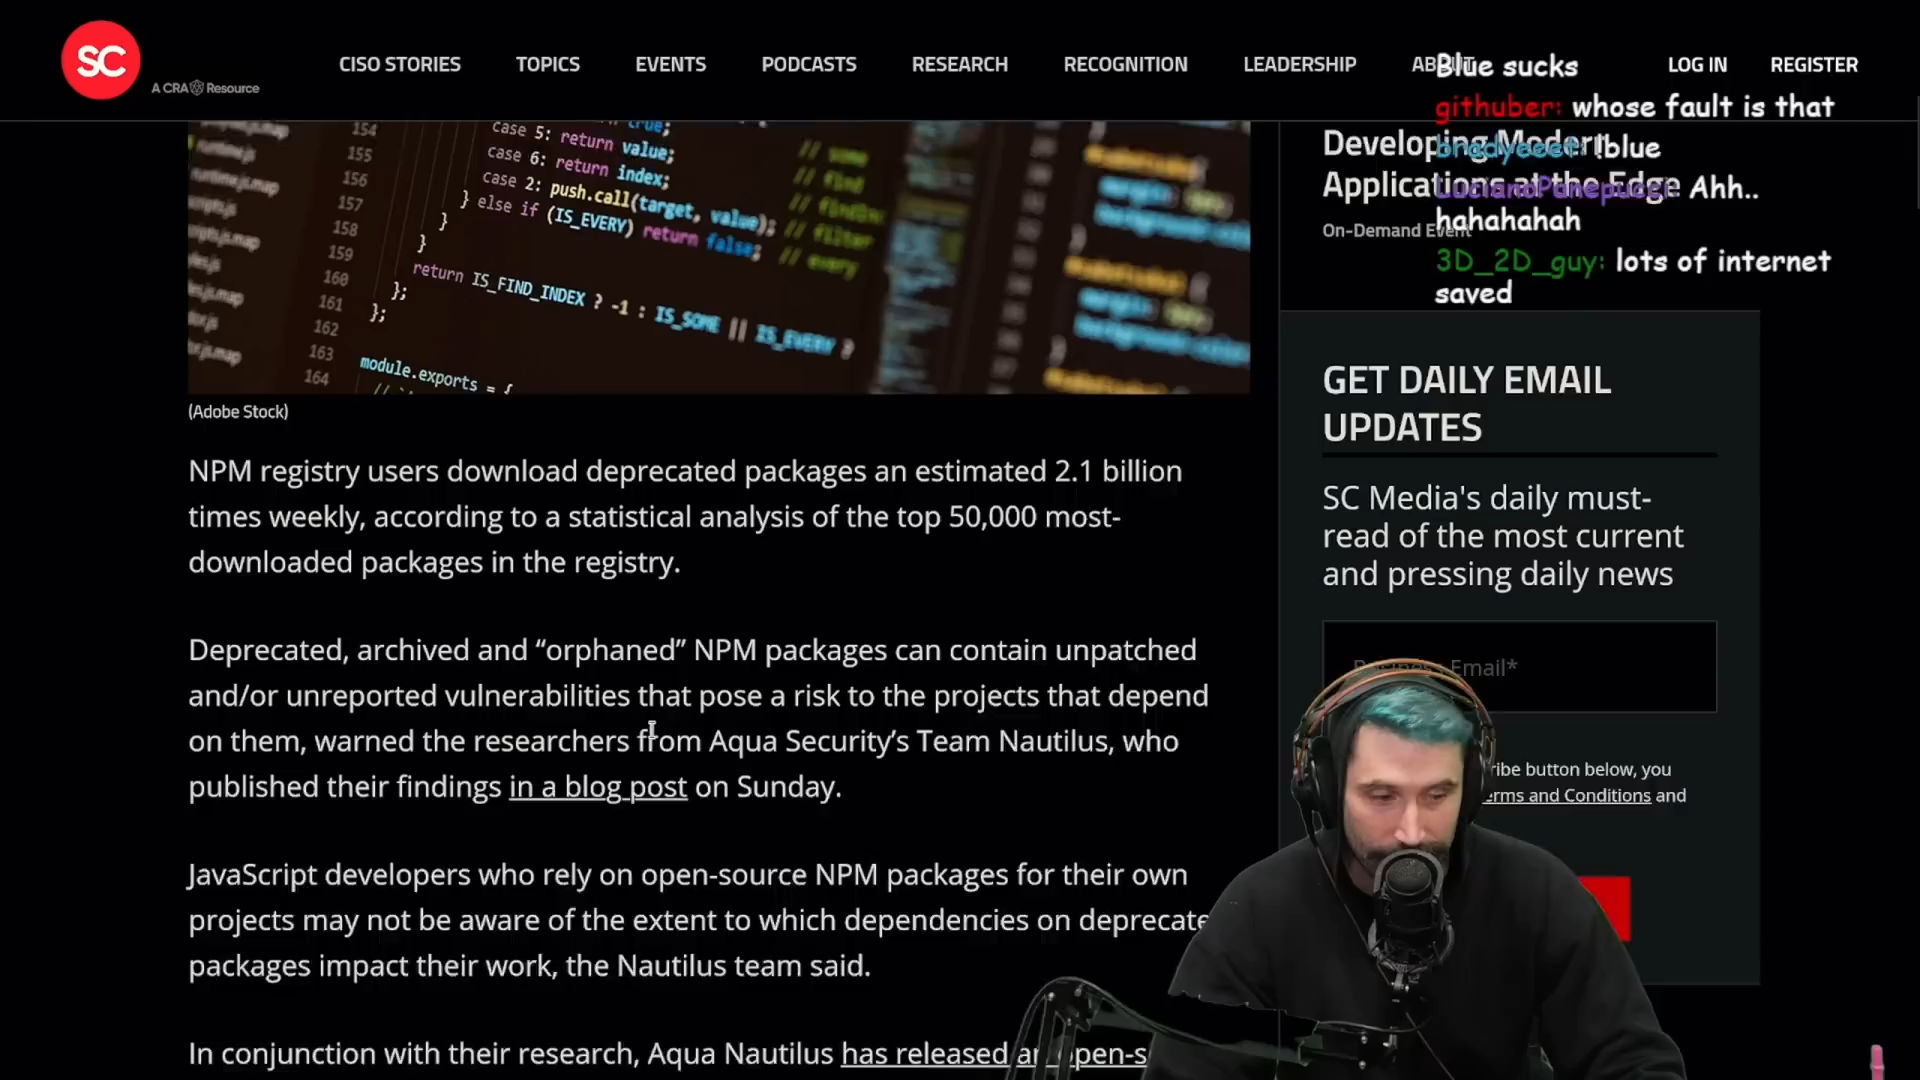 SC
A CRA Resource
CISO STORIES
TOPICS
EVENTS
PODCASTS
RESEARCH
RECOGNITION
LEADERSHIP
LOG IN
REGISTER
Blue sucks
githuber: whose fault is that
bradyeeet: !blue
LucianoPanepucci: Ahh..
hahahahah
3D_2D_guy: lots of internet
saved
Developing Modern
Applications at the Edge
On-Demand Event
154
155
156
157
158
159
160
161
162
163
164
true;
case 5: return value;
case 6: return index;
case 2: push.call(target, value);
} else if (IS_EVERY) return false;
}
}
return IS_FIND_INDEX ? -1 : IS_SOME || IS_EVERY ?
};
};
module.exports = {
// some
// find
// filter
// every
(Adobe Stock)
NPM registry users download deprecated packages an estimated 2.1 billion
times weekly, according to a statistical analysis of the top 50,000 most-
downloaded packages in the registry.
Deprecated, archived and “orphaned” NPM packages can contain unpatched
and/or unreported vulnerabilities that pose a risk to the projects that depend
on them, warned the researchers from Aqua Security’s Team Nautilus, who
published their findings in a blog post on Sunday.
JavaScript developers who rely on open-source NPM packages for their own
projects may not be aware of the extent to which dependencies on deprecate
packages impact their work, the Nautilus team said.
In conjunction with their research, Aqua Nautilus has released an open-s
GET DAILY EMAIL
UPDATES
SC Media's daily must-
read of the most current
and pressing daily news
Business Email*
ribe button below, you
erms and Conditions and